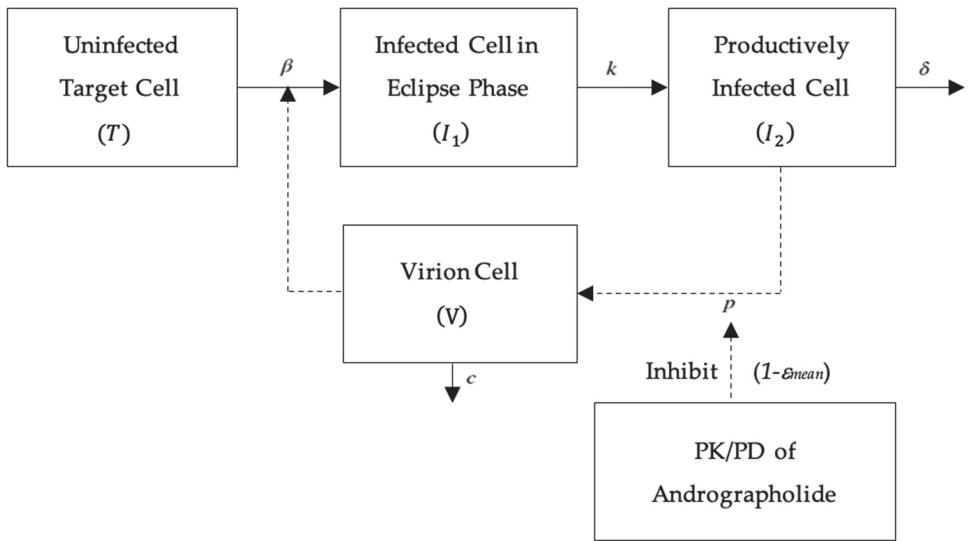 Uninfected
Target Cell
(T)
β
Infected Cell in
Eclipse Phase
(I₁)
k
Productively
Infected Cell
(I₂)
δ
Virion Cell
(V)
p
c
Inhibit (1-εmean)
PK/PD of
Andrographolide